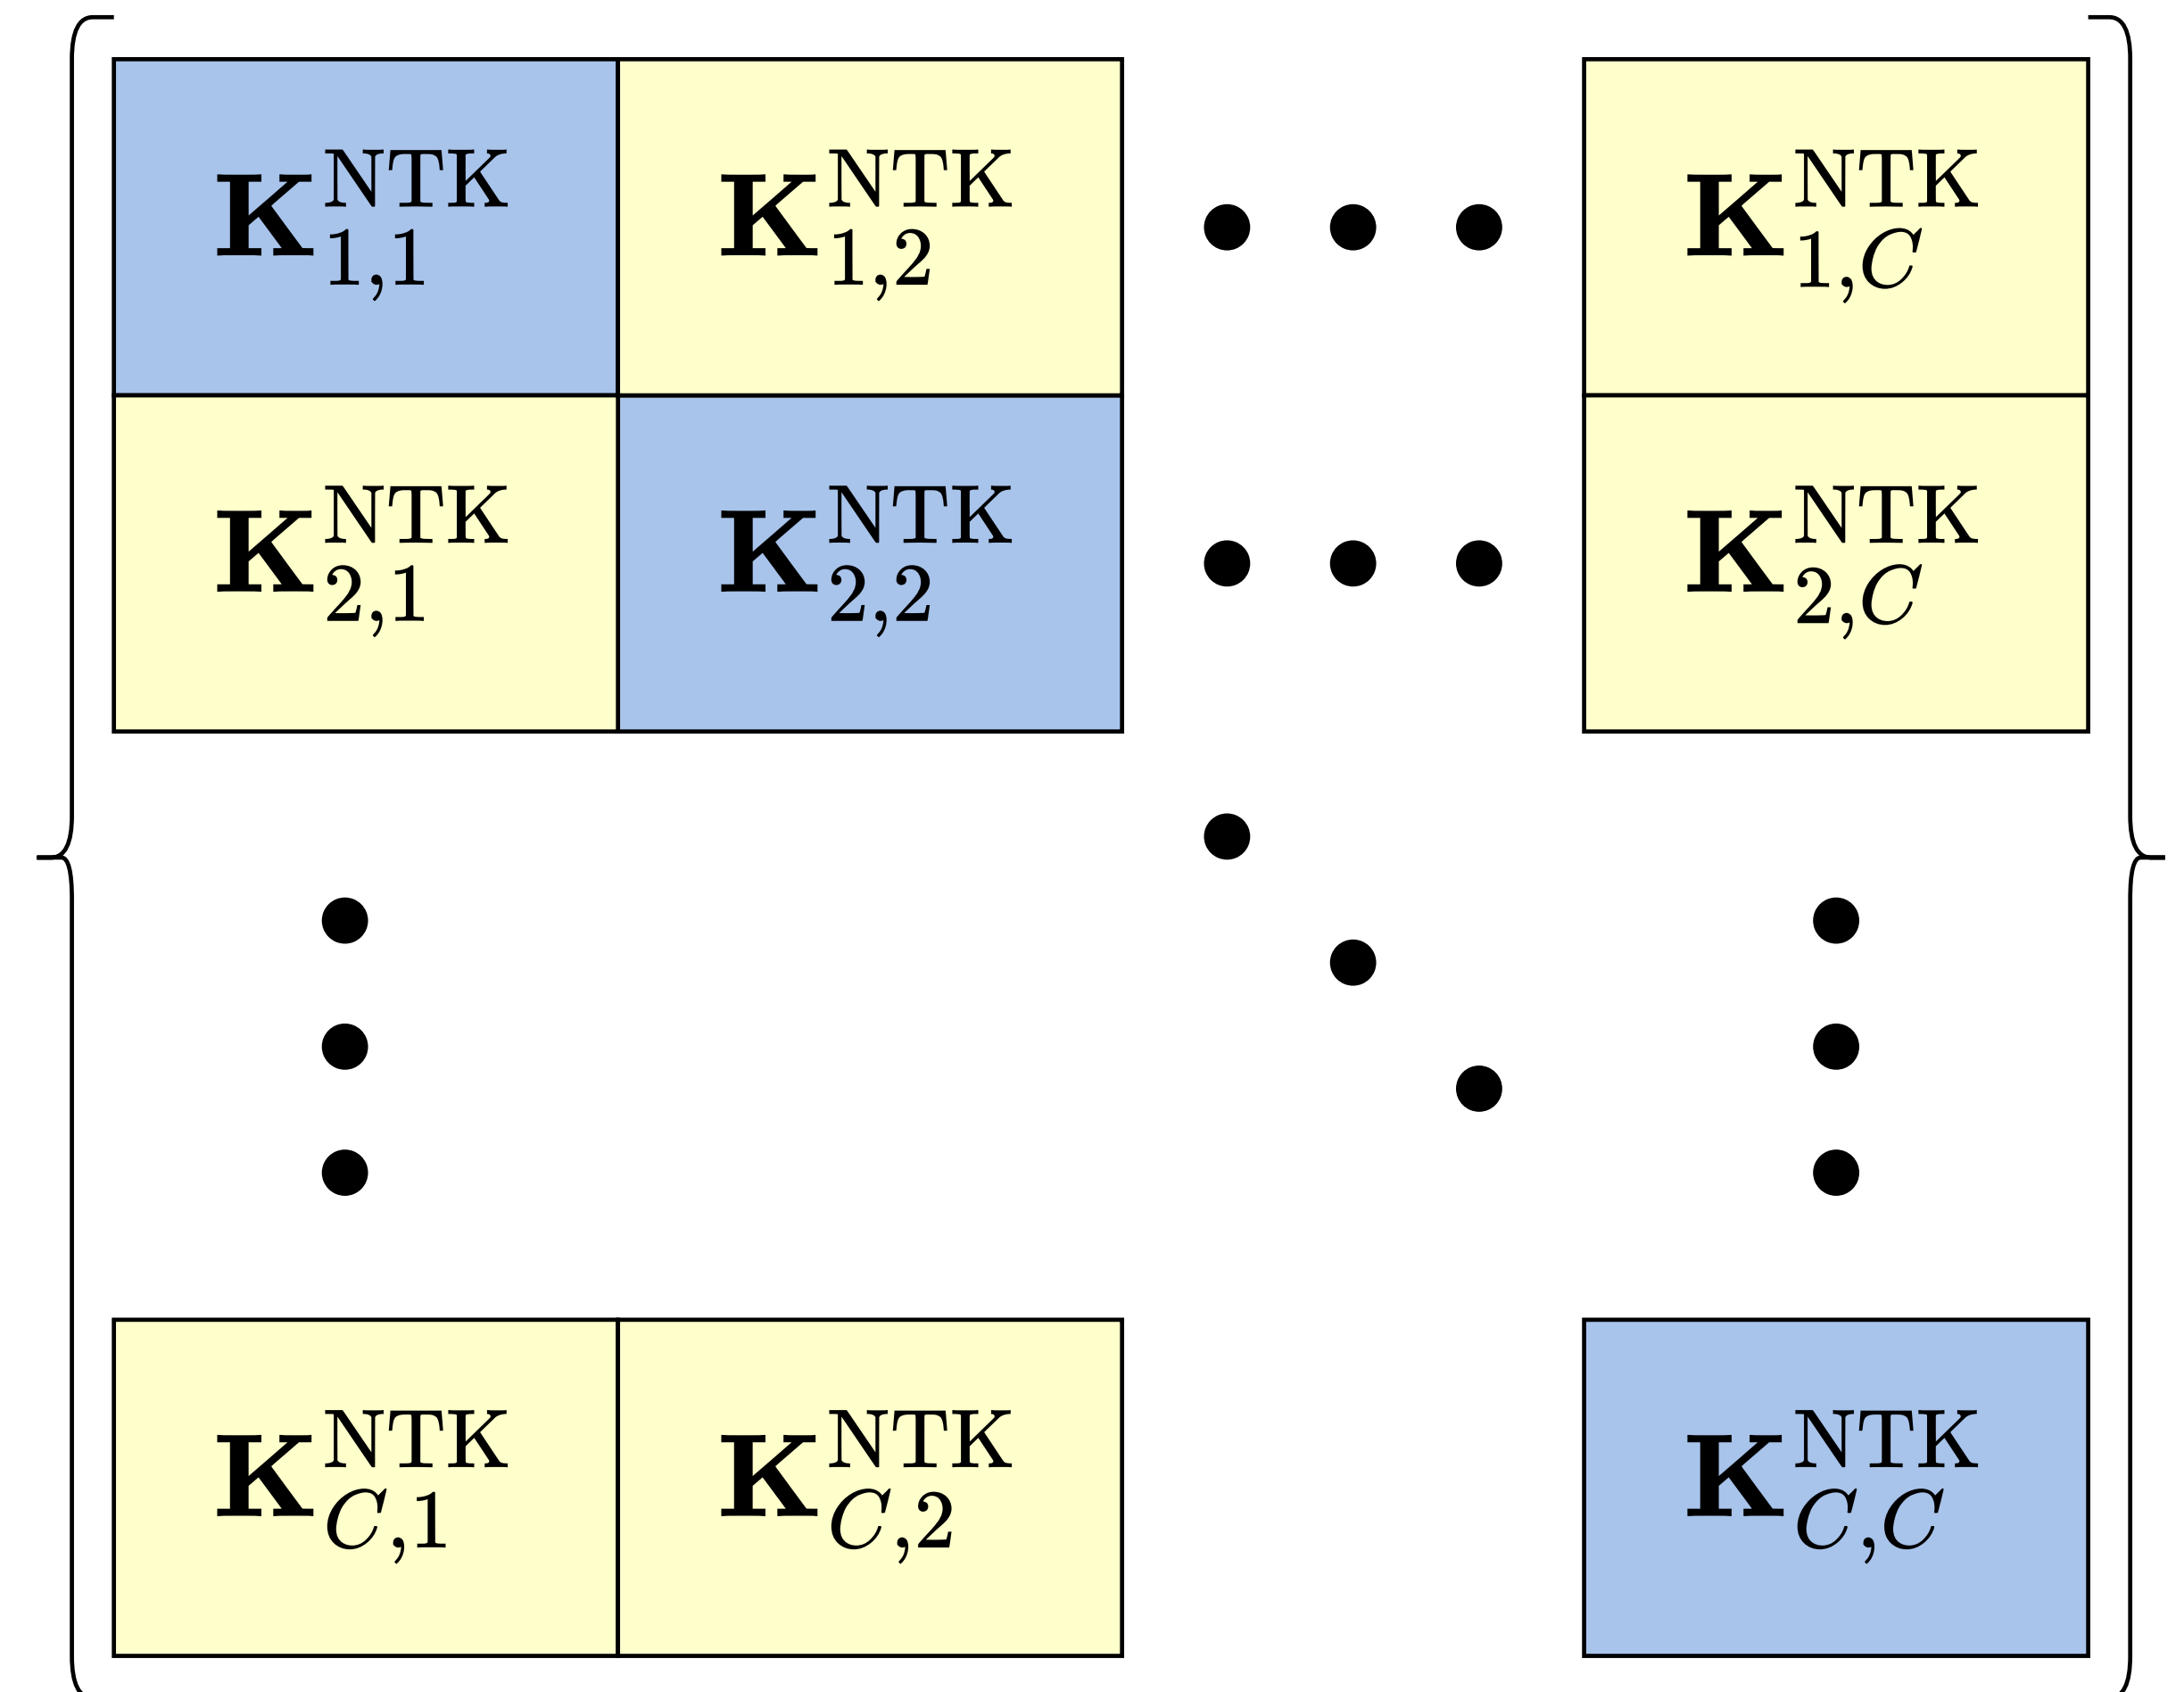 K^NTK_1,1 K^NTK_1,2 K^NTK_1,C
K^NTK_2,1 K^NTK_2,2 K^NTK_2,C
K^NTK_C,1 K^NTK_C,2 K^NTK_C,C